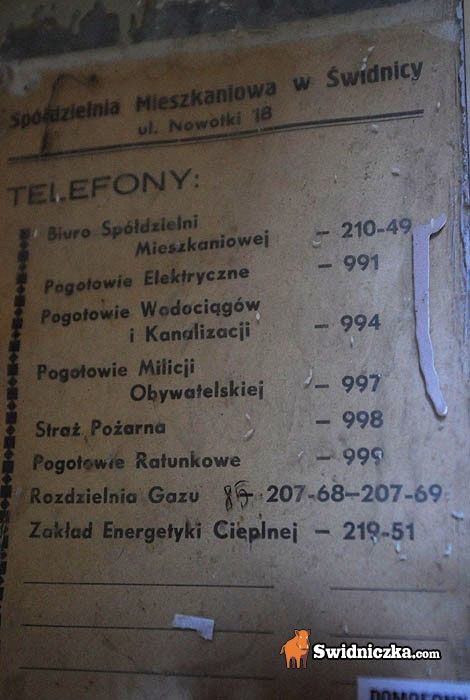 Spółdzielnia Mieszkaniowa w Świdnicy
ul. Nowotki 18
TELEFONY:
Biuro Spółdzielni
Mieszkaniowej – 210-49
Pogotowie Elektryczne – 991
Pogotowie Wodociągów
i Kanalizacji – 994
Pogotowie Milicji
Obywatelskiej – 997
Straż Pożarna – 998
Pogotowie Ratunkowe – 999
Rozdzielnia Gazu – 207-68–207-69
Zakład Energetyki Cieplnej – 219-51
Swidniczka.com